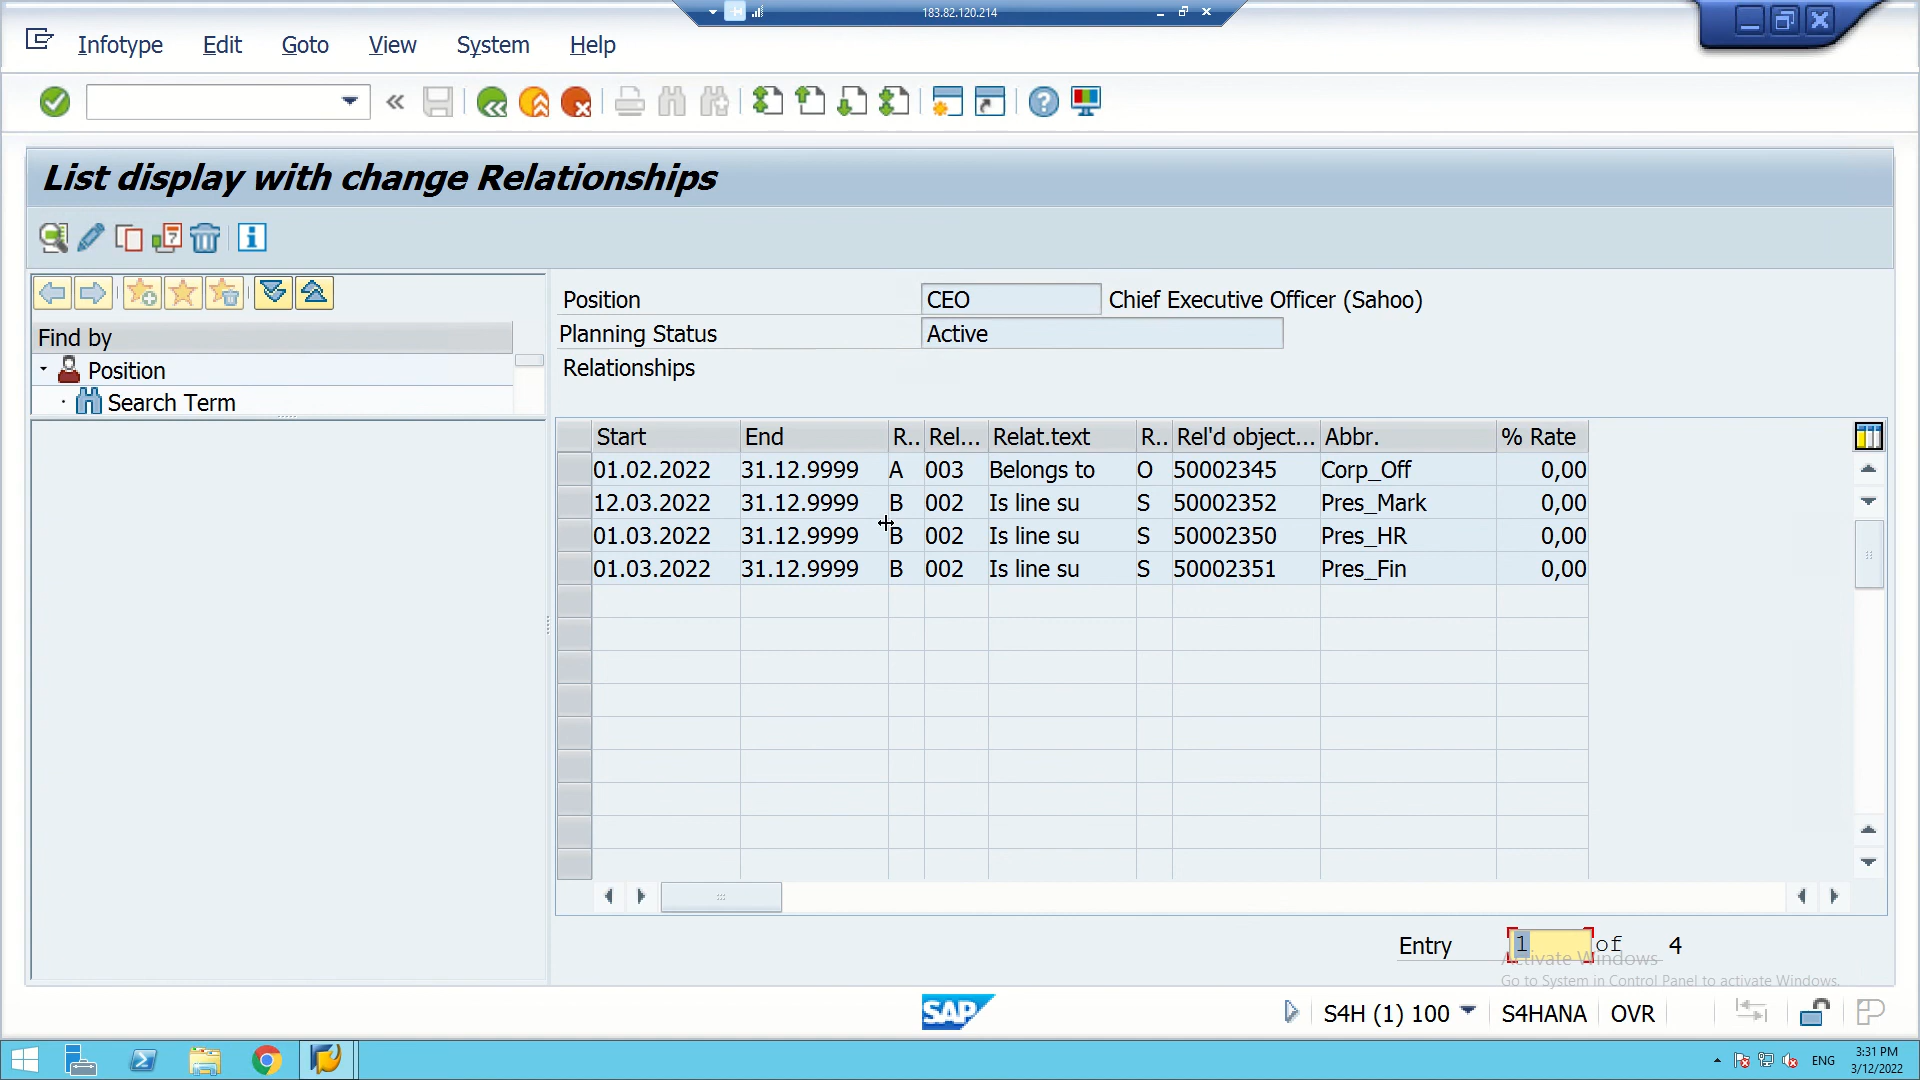 183.82.120.214
Infotype Edit Goto View System Help
List display with change Relationships
Find by
Position
Search Term
Position CEO Chief Executive Officer (Sahoo)
Planning Status Active
Relationships
Start End R.. Rel... Relat.text R.. Rel'd object... Abbr. % Rate
01.02.2022 31.12.9999 A 003 Belongs to O 50002345 Corp_Off 0,00
12.03.2022 31.12.9999 B 002 Is line su S 50002352 Pres_Mark 0,00
01.03.2022 31.12.9999 B 002 Is line su S 50002350 Pres_HR 0,00
01.03.2022 31.12.9999 B 002 Is line su S 50002351 Pres_Fin 0,00
Entry 1 of 4
Activate Windows
Go to System in Control Panel to activate Windows.
SAP S4H (1) 100 S4HANA OVR
ENG 3:31 PM
3/12/2022